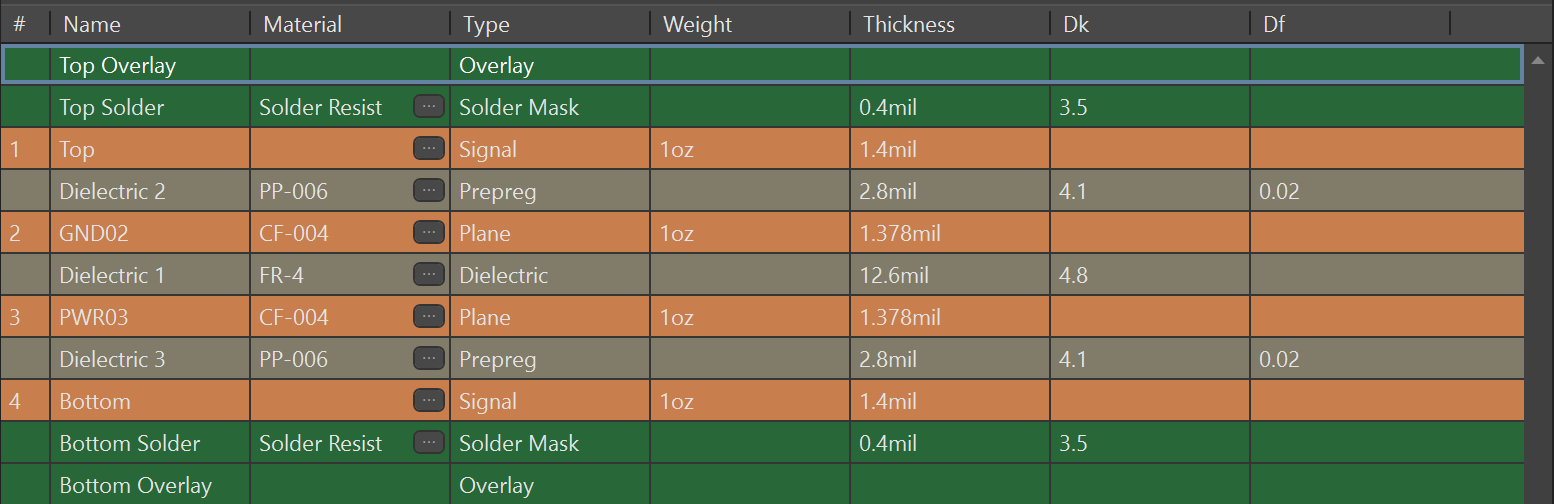 # Name Material Type Weight Thickness Dk Df
Top Overlay Overlay
Top Solder Solder Resist ... Solder Mask 0.4mil 3.5
1 Top ... Signal 1oz 1.4mil
Dielectric 2 PP-006 ... Prepreg 2.8mil 4.1 0.02
2 GND02 CF-004 ... Plane 1oz 1.378mil
Dielectric 1 FR-4 ... Dielectric 12.6mil 4.8
3 PWR03 CF-004 ... Plane 1oz 1.378mil
Dielectric 3 PP-006 ... Prepreg 2.8mil 4.1 0.02
4 Bottom ... Signal 1oz 1.4mil
Bottom Solder Solder Resist ... Solder Mask 0.4mil 3.5
Bottom Overlay Overlay